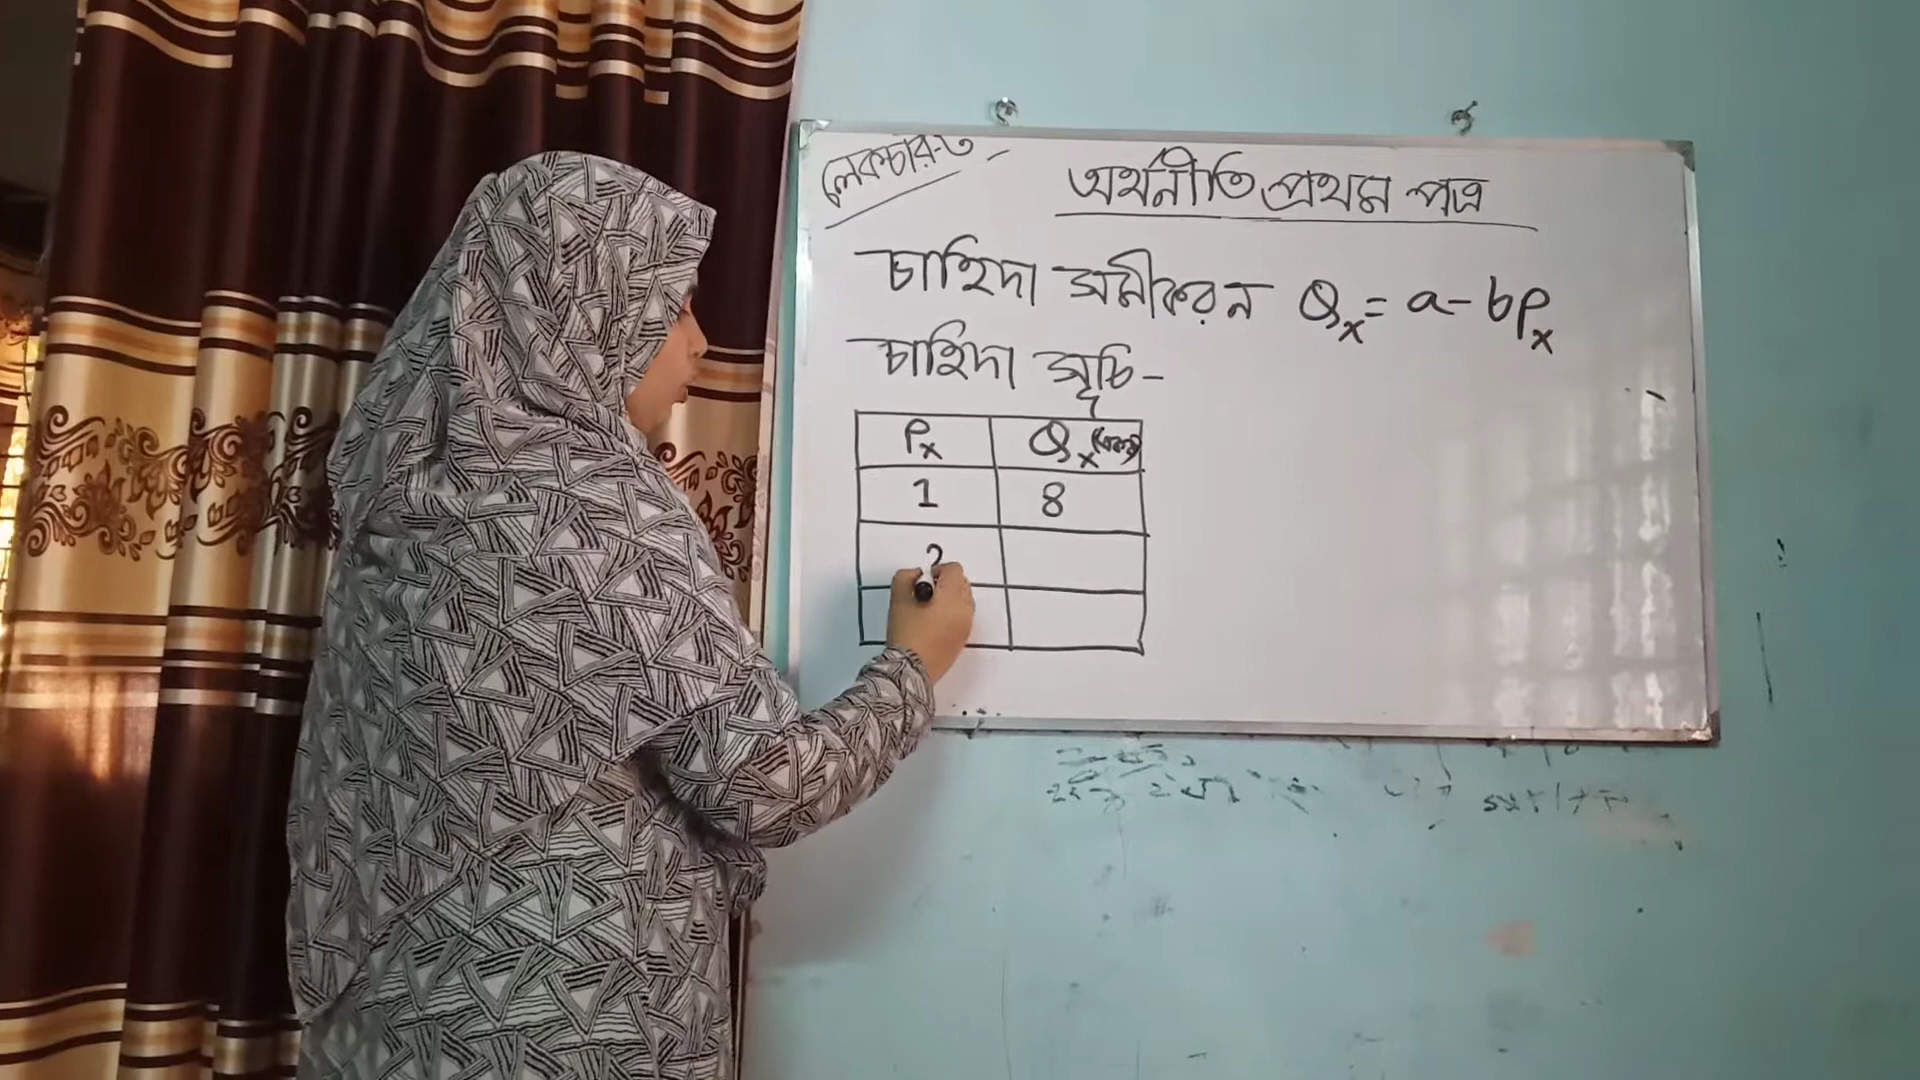 লেকচার-৩
অর্থনীতি প্রথম পত্র
চাহিদা সমীকরন Qx = a - bPx
চাহিদা সূচি-
Px Qx
1 8
2